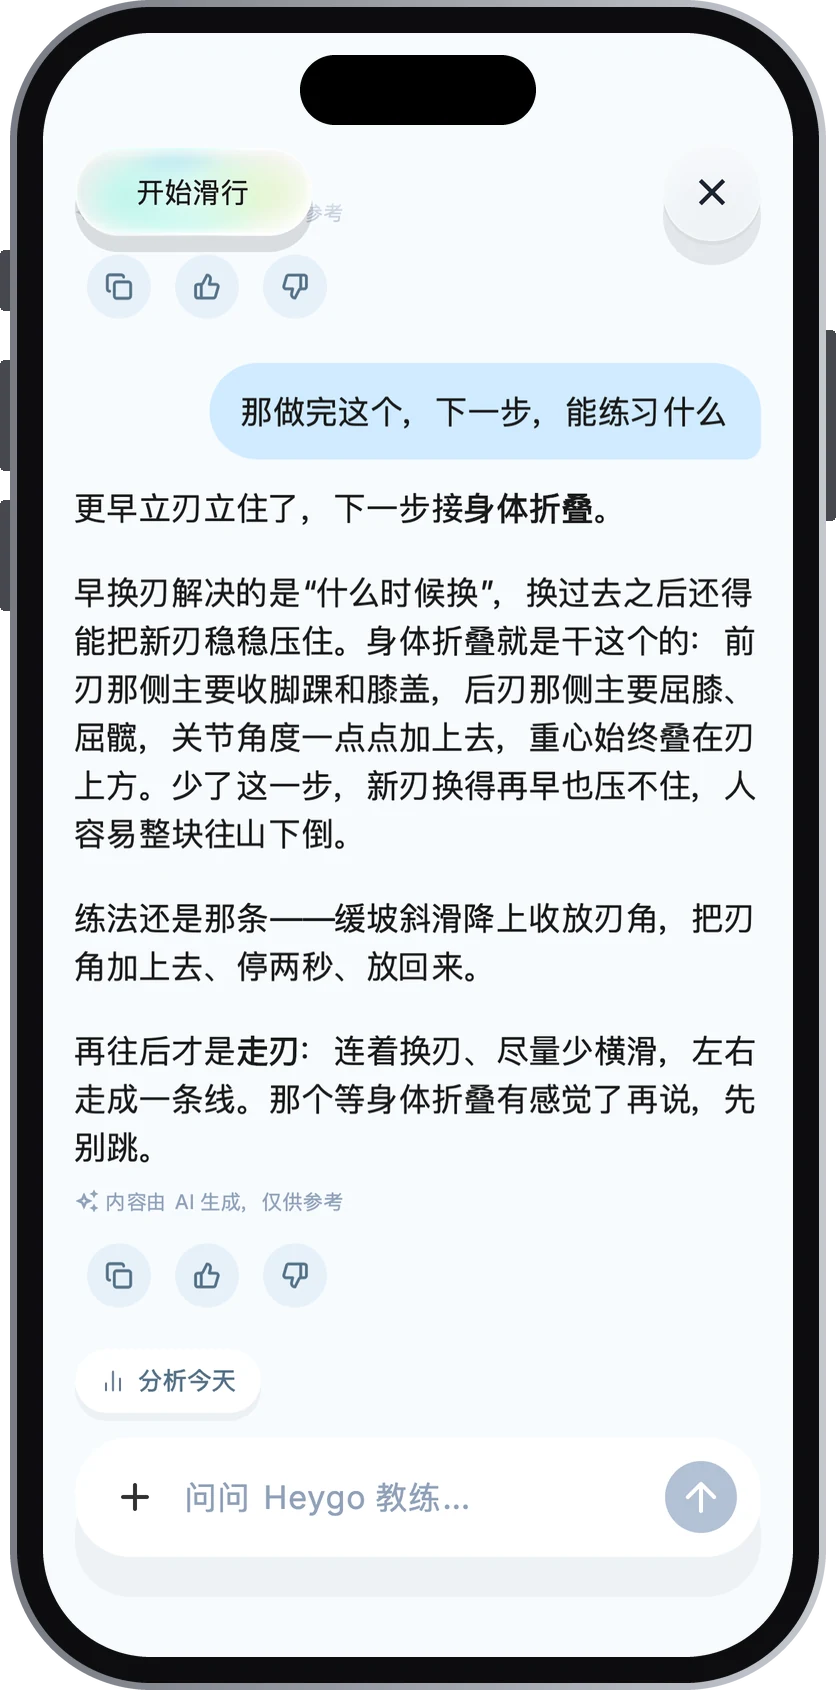 开始滑行
参考
那做完这个，下一步，能练习什么
更早立刃立住了，下一步接身体折叠。
早换刃解决的是“什么时候换”，换过去之后还得
能把新刃稳稳压住。身体折叠就是干这个的：前
刃那侧主要收脚踝和膝盖，后刃那侧主要屈膝、
屈髋，关节角度一点点加上去，重心始终叠在刃
上方。少了这一步，新刃换得再早也压不住，人
容易整块往山下倒。
练法还是那条——缓坡斜滑降上收放刃角，把刃
角加上去、停两秒、放回来。
再往后才是走刃：连着换刃、尽量少横滑，左右
走成一条线。那个等身体折叠有感觉了再说，先
别跳。
内容由 AI 生成，仅供参考
分析今天
问问 Heygo 教练...